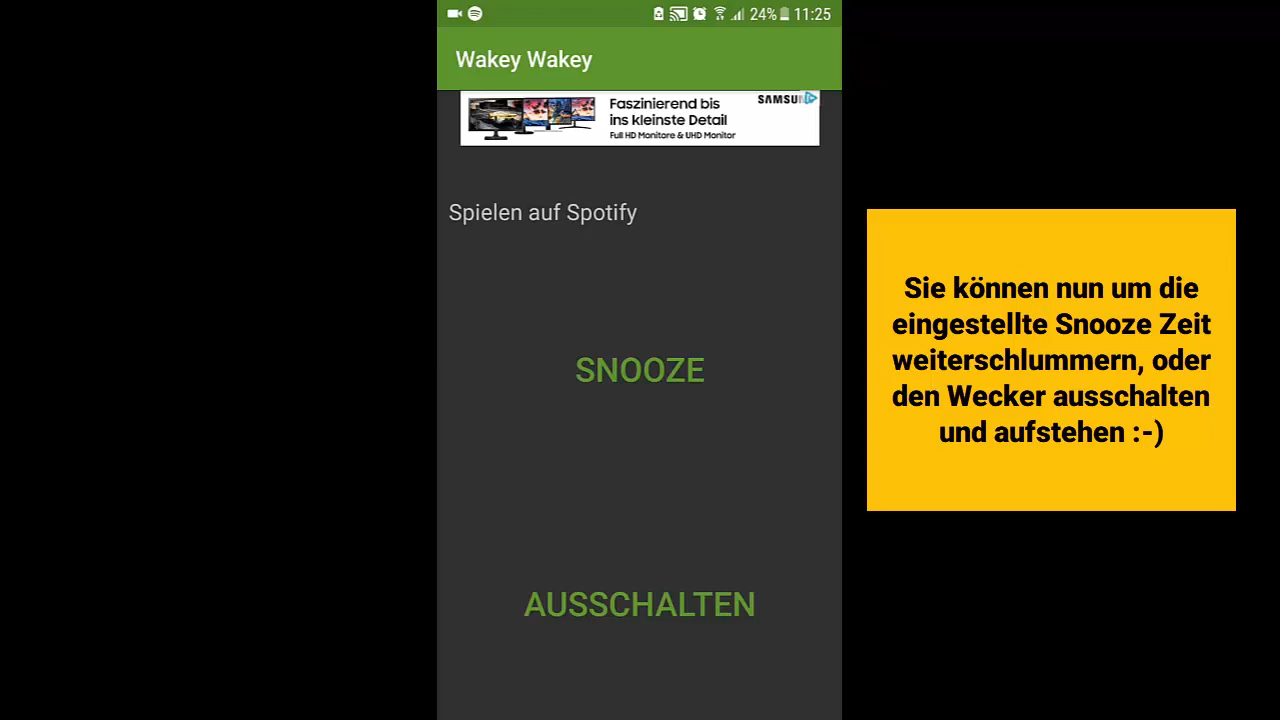 24% 11:25
Wakey Wakey
Faszinierend bis
ins kleinste Detail
Full HD Monitore & UHD Monitor
SAMSU
Spielen auf Spotify
SNOOZE
AUSSCHALTEN
Sie können nun um die
eingestellte Snooze Zeit
weiterschlummern, oder
den Wecker ausschalten
und aufstehen :-)